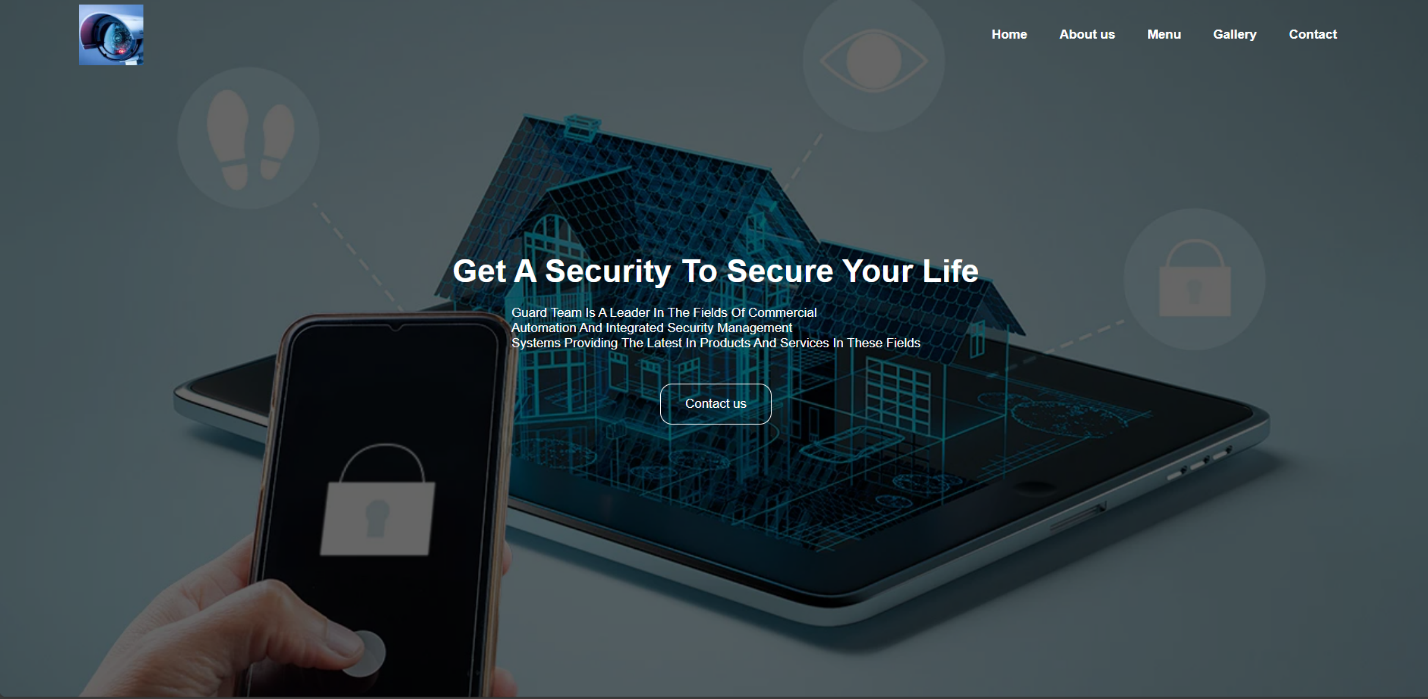 Home
About us
Menu
Gallery
Contact
Get A Security To Secure Your Life
Guard Team Is A Leader In The Fields Of Commercial
Automation And Integrated Security Management
Systems Providing The Latest In Products And Services In These Fields
Contact us